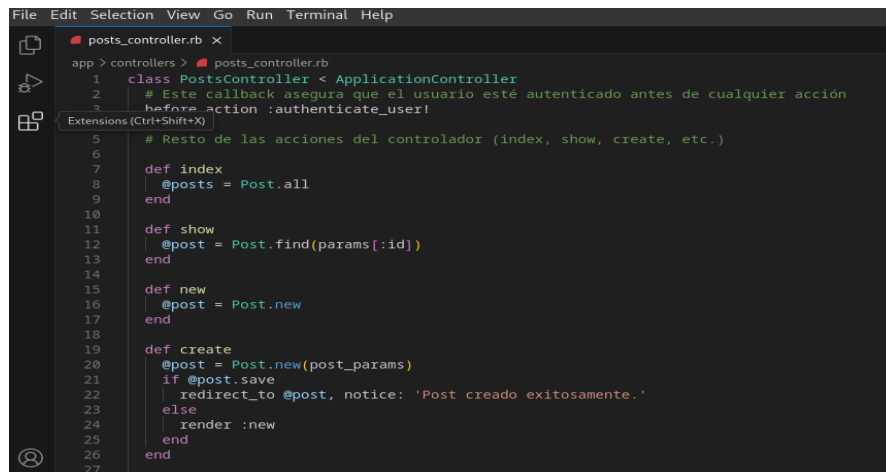 File Edit Selection View Go Run Terminal Help
posts_controller.rb ×
app > controllers > posts_controller.rb
1 class PostsController < ApplicationController
2 # Este callback asegura que el usuario esté autenticado antes de cualquier acción
3 before_action :authenticate_user!
Extensions (Ctrl+Shift+X)
5 # Resto de las acciones del controlador (index, show, create, etc.)
6
7 def index
8 @posts = Post.all
9 end
10
11 def show
12 @post = Post.find(params[:id])
13 end
14
15 def new
16 @post = Post.new
17 end
18
19 def create
20 @post = Post.new(post_params)
21 if @post.save
22 redirect_to @post, notice: 'Post creado exitosamente.'
23 else
24 render :new
25 end
26 end
27